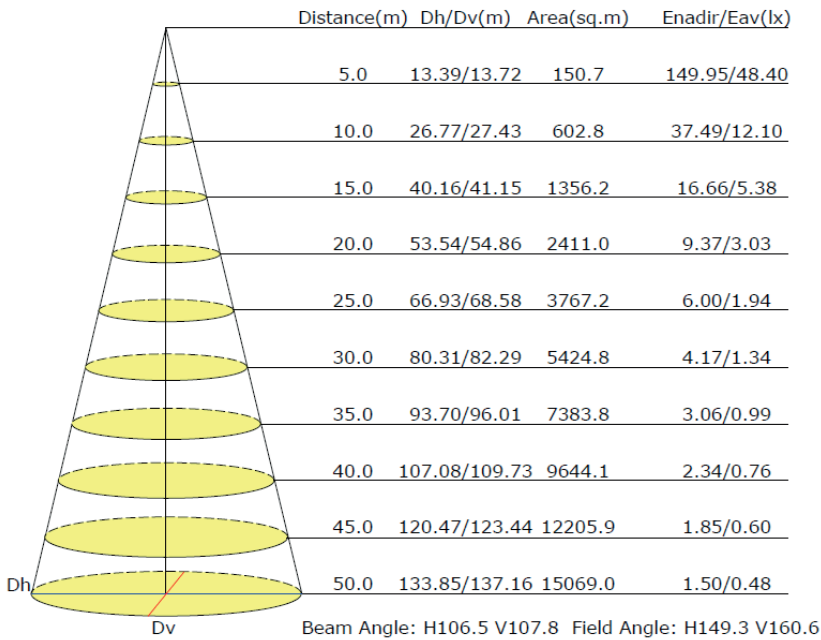 Distance(m) Dh/Dv(m) Area(sq.m) Enadir/Eav(lx)
5.0 13.39/13.72 150.7 149.95/48.40
10.0 26.77/27.43 602.8 37.49/12.10
15.0 40.16/41.15 1356.2 16.66/5.38
20.0 53.54/54.86 2411.0 9.37/3.03
25.0 66.93/68.58 3767.2 6.00/1.94
30.0 80.31/82.29 5424.8 4.17/1.34
35.0 93.70/96.01 7383.8 3.06/0.99
40.0 107.08/109.73 9644.1 2.34/0.76
45.0 120.47/123.44 12205.9 1.85/0.60
Dh 50.0 133.85/137.16 15069.0 1.50/0.48
Dv Beam Angle: H106.5 V107.8 Field Angle: H149.3 V160.6